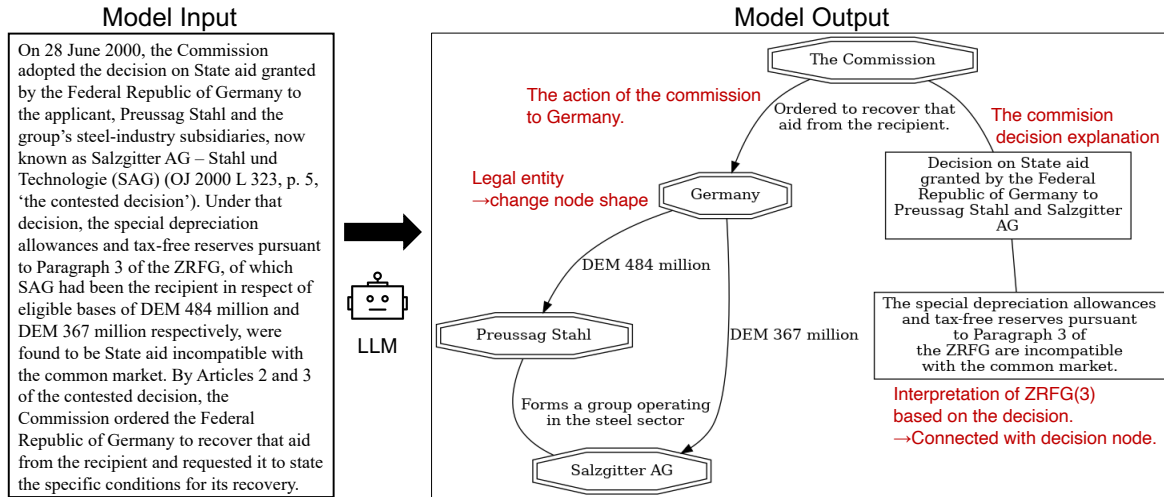 Model Input
On 28 June 2000, the Commission
adopted the decision on State aid granted
by the Federal Republic of Germany to
the applicant, Preussag Stahl and the
group's steel-industry subsidiaries, now
known as Salzgitter AG – Stahl und
Technologie (SAG) (OJ 2000 L 323, p. 5,
'the contested decision'). Under that
decision, the special depreciation
allowances and tax-free reserves pursuant
to Paragraph 3 of the ZRFG, of which
SAG had been the recipient in respect of
eligible bases of DEM 484 million and
DEM 367 million respectively, were
found to be State aid incompatible with
the common market. By Articles 2 and 3
of the contested decision, the
Commission ordered the Federal
Republic of Germany to recover that aid
from the recipient and requested it to state
the specific conditions for its recovery.
LLM
Model Output
The Commission
The action of the commission
to Germany.
Ordered to recover that
aid from the recipient.
The commision
decision explanation
Legal entity
→change node shape
Germany
Decision on State aid
granted by the Federal
Republic of Germany to
Preussag Stahl and Salzgitter
AG
DEM 484 million
Preussag Stahl
DEM 367 million
The special depreciation allowances
and tax-free reserves pursuant
to Paragraph 3 of
the ZRFG are incompatible
with the common market.
Forms a group operating
in the steel sector
Interpretation of ZRFG(3)
based on the decision.
→Connected with decision node.
Salzgitter AG